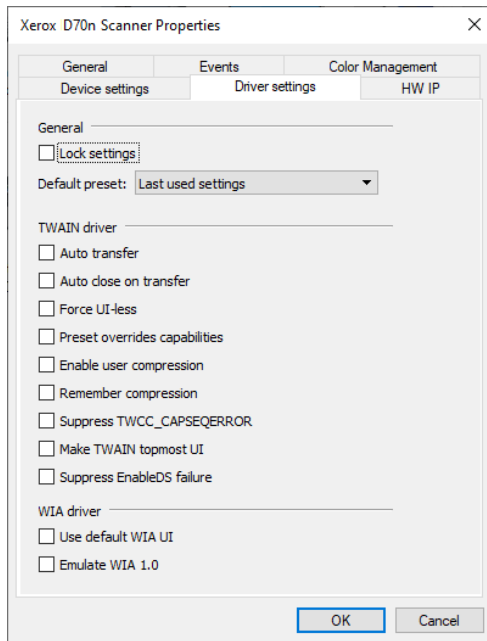 Xerox D70n Scanner Properties
General Events Color Management
Device settings Driver settings HW IP
General
Lock settings
Default preset: Last used settings
TWAIN driver
Auto transfer
Auto close on transfer
Force UI-less
Preset overrides capabilities
Enable user compression
Remember compression
Suppress TWCC_CAPSEQERROR
Make TWAIN topmost UI
Suppress EnableDS failure
WIA driver
Use default WIA UI
Emulate WIA 1.0
OK Cancel